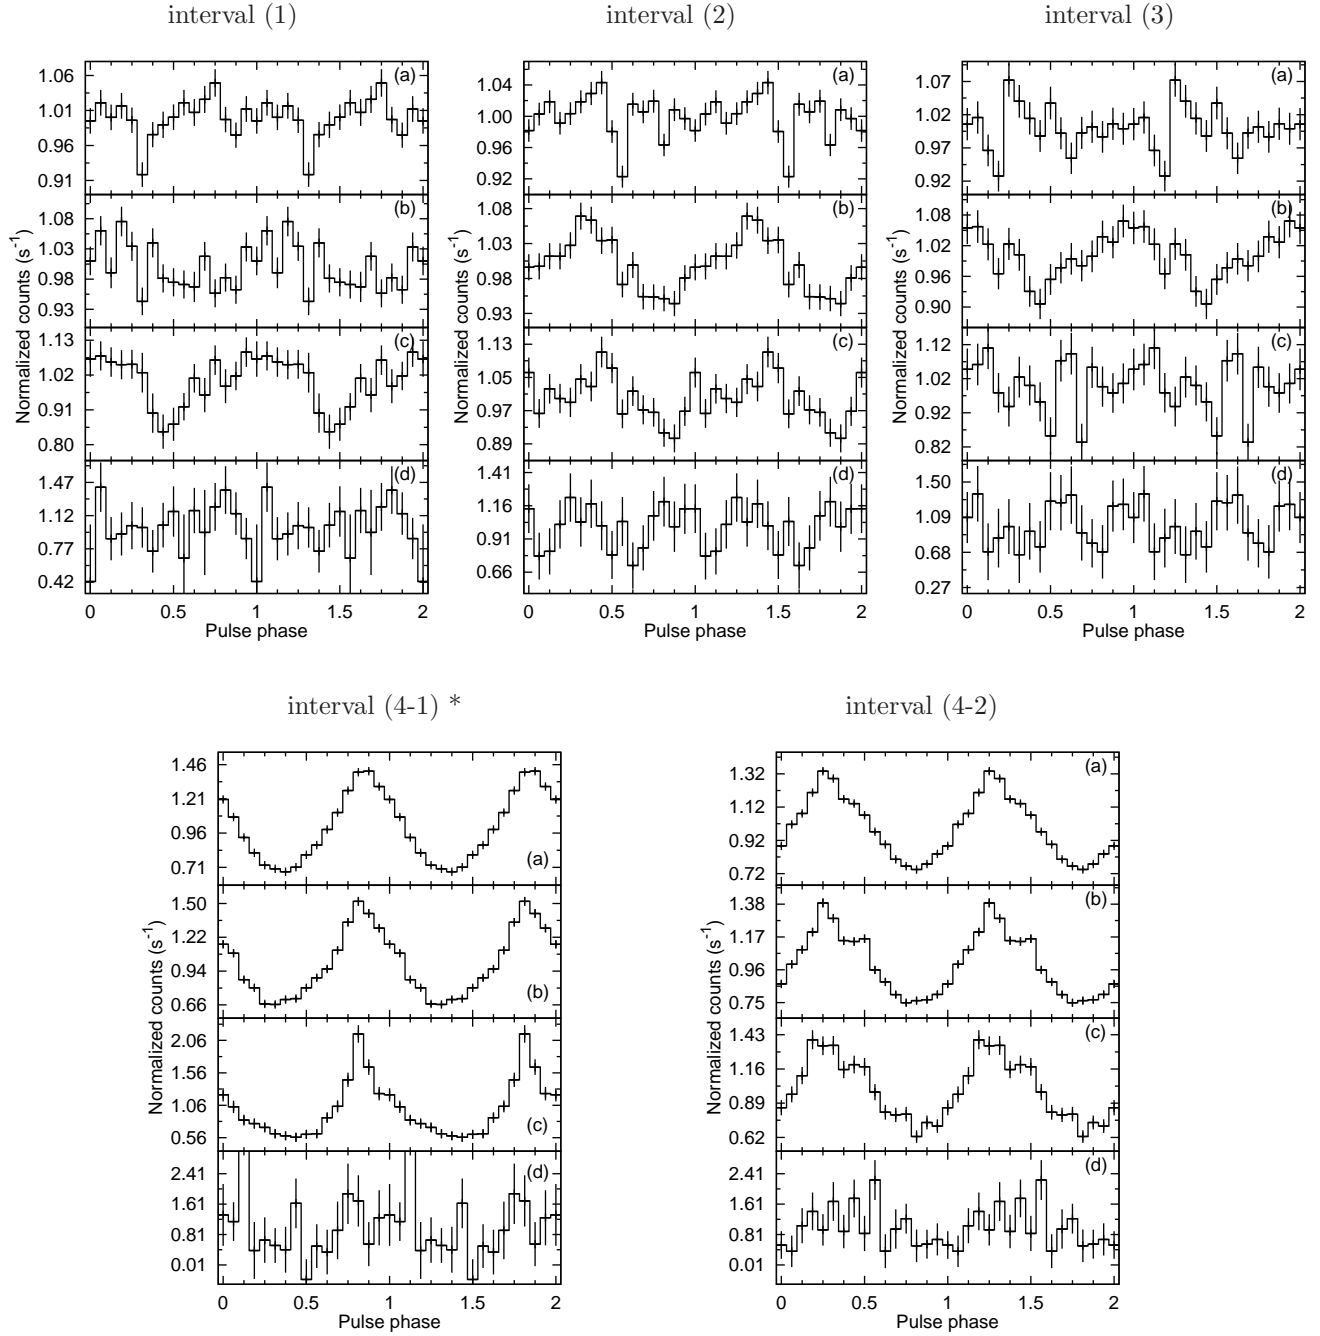 interval (1)
interval (2)
interval (3)
Normalized counts (s-1)
(a)
1.06
1.01
0.96
0.91
(b)
1.08
1.03
0.98
0.93
(c)
1.13
1.02
0.91
0.80
(d)
1.47
1.12
0.77
0.42
0 0.5 1 1.5 2
Pulse phase
Normalized counts (s-1)
(a)
1.04
1.00
0.96
0.92
(b)
1.08
1.03
0.98
0.93
(c)
1.13
1.05
0.97
0.89
(d)
1.41
1.16
0.91
0.66
0 0.5 1 1.5 2
Pulse phase
Normalized counts (s-1)
(a)
1.07
1.02
0.97
0.92
(b)
1.08
1.02
0.96
0.90
(c)
1.12
1.02
0.92
0.82
(d)
1.50
1.09
0.68
0.27
0 0.5 1 1.5 2
Pulse phase
interval (4-1) *
interval (4-2)
Normalized counts (s-1)
1.46
1.21
0.96
0.71
(a)
1.50
1.22
0.94
0.66
(b)
2.06
1.56
1.06
0.56
(c)
(d)
2.41
1.61
0.81
0.01
0 0.5 1 1.5 2
Pulse phase
Normalized counts (s-1)
(a)
1.32
1.12
0.92
0.72
(b)
1.38
1.17
0.96
0.75
(c)
1.43
1.16
0.89
0.62
(d)
2.41
1.61
0.81
0.01
0 0.5 1 1.5 2
Pulse phase